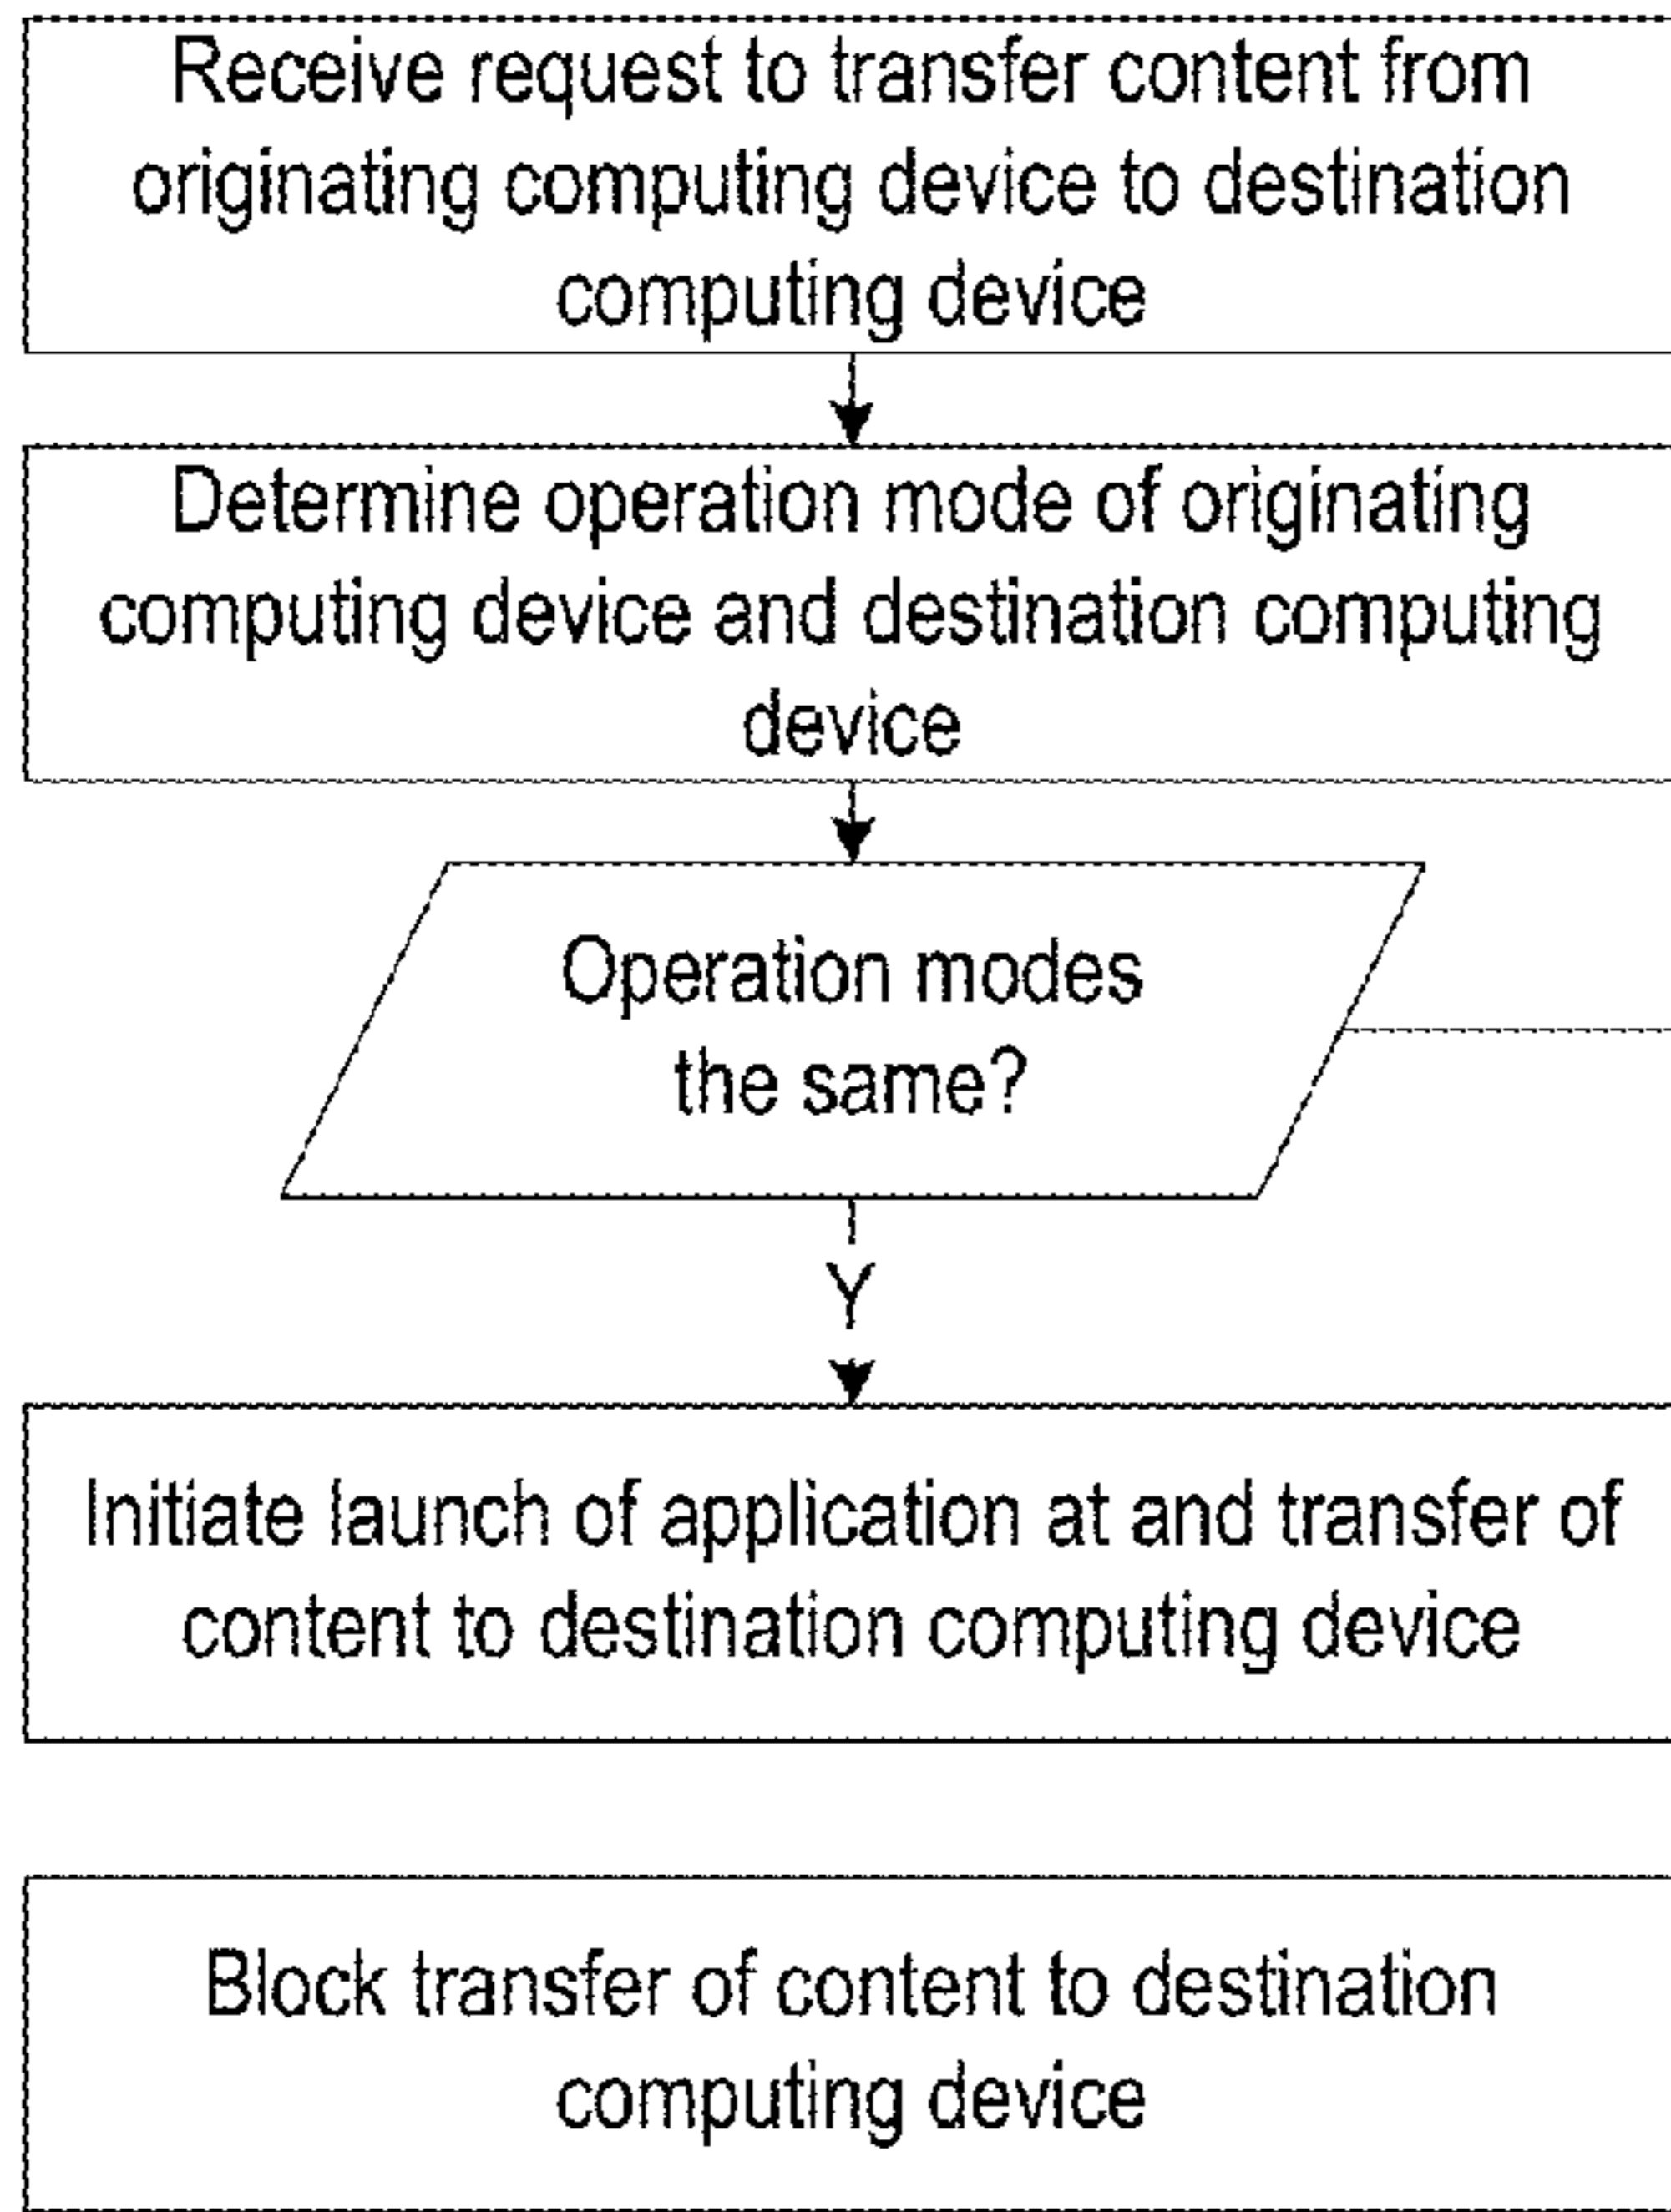 Receive request to transfer content from
originating computing device to destination
computing device
Determine operation mode of originating
computing device and destination computing
device
Operation modes
the same?
Y
Initiate launch of application at and transfer of
content to destination computing device
Block transfer of content to destination
computing device